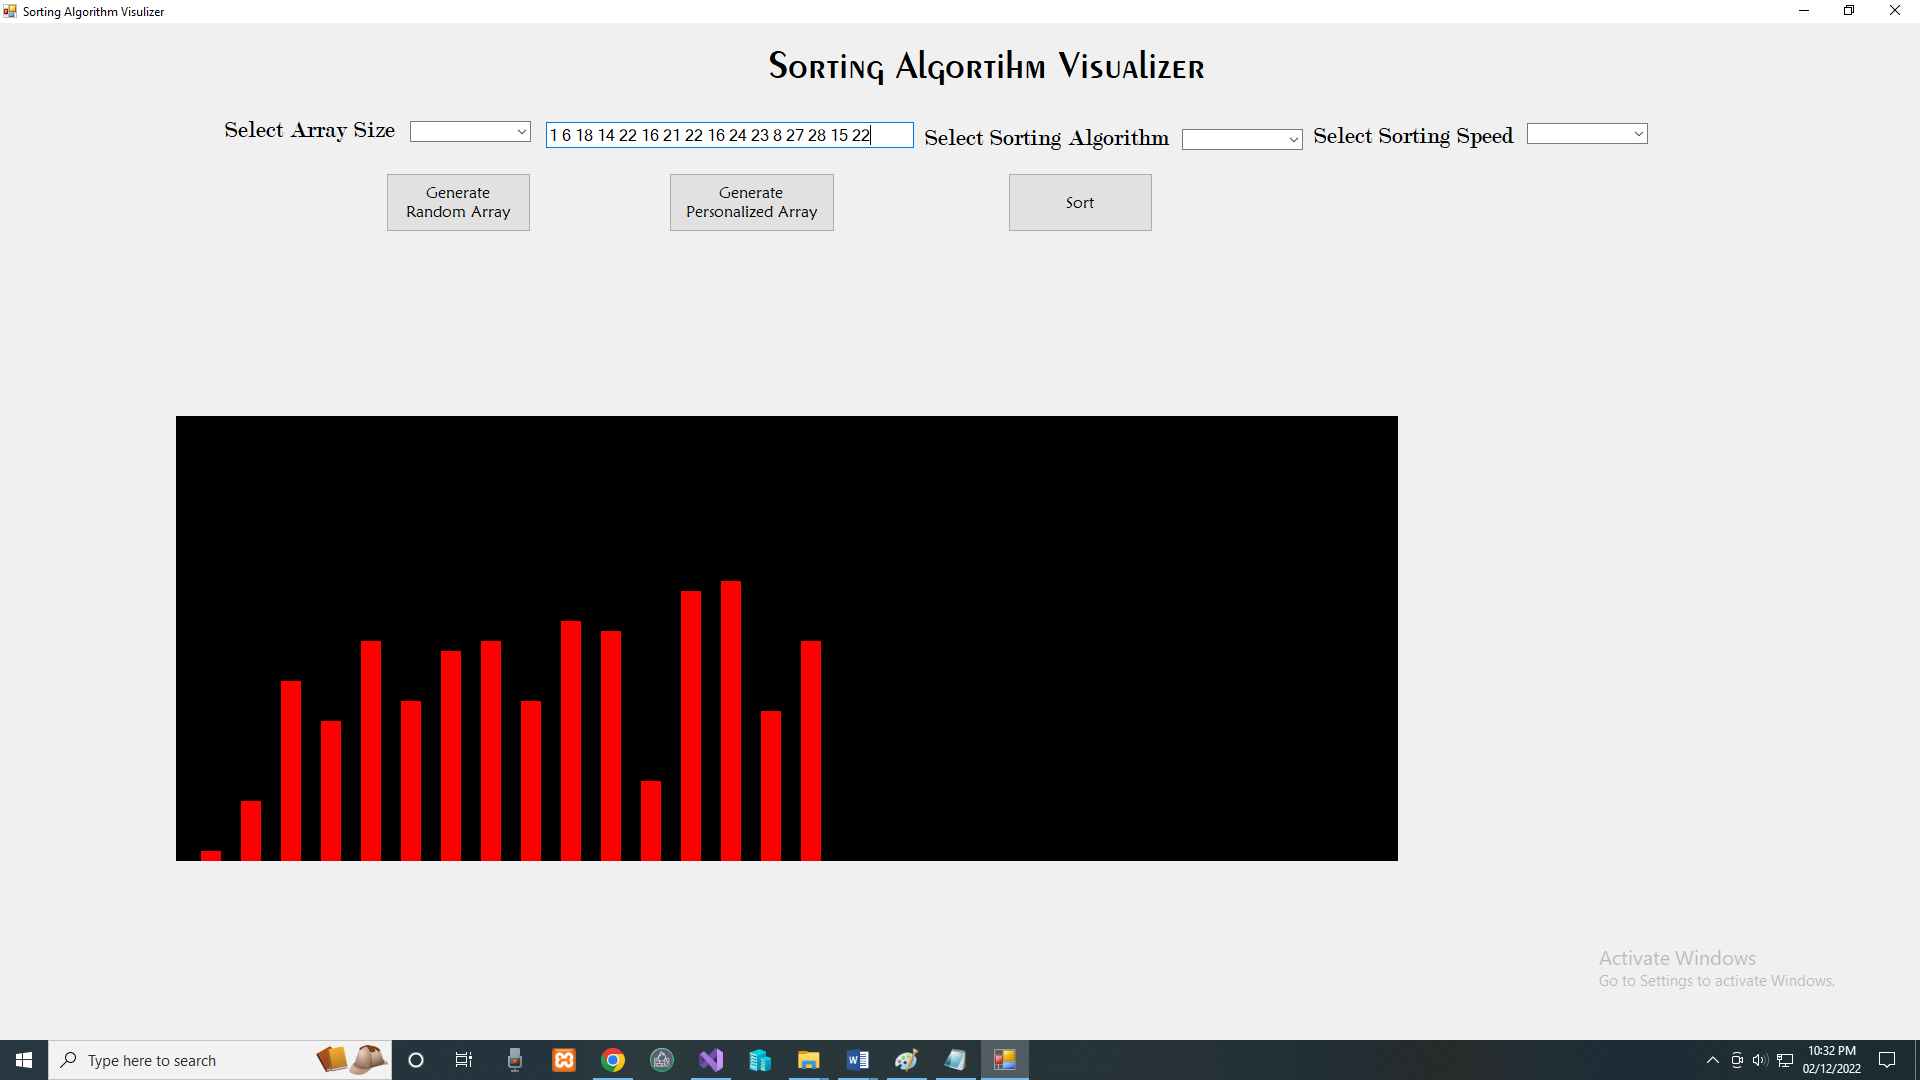 Sorting Algorithm Visulizer
Sorting Algortihm Visualizer
Select Array Size
1 6 18 14 22 16 21 22 16 24 23 8 27 28 15 22
Select Sorting Algorithm
Select Sorting Speed
Generate
Random Array
Generate
Personalized Array
Sort
Activate Windows
Go to Settings to activate Windows.
Type here to search
10:32 PM
02/12/2022